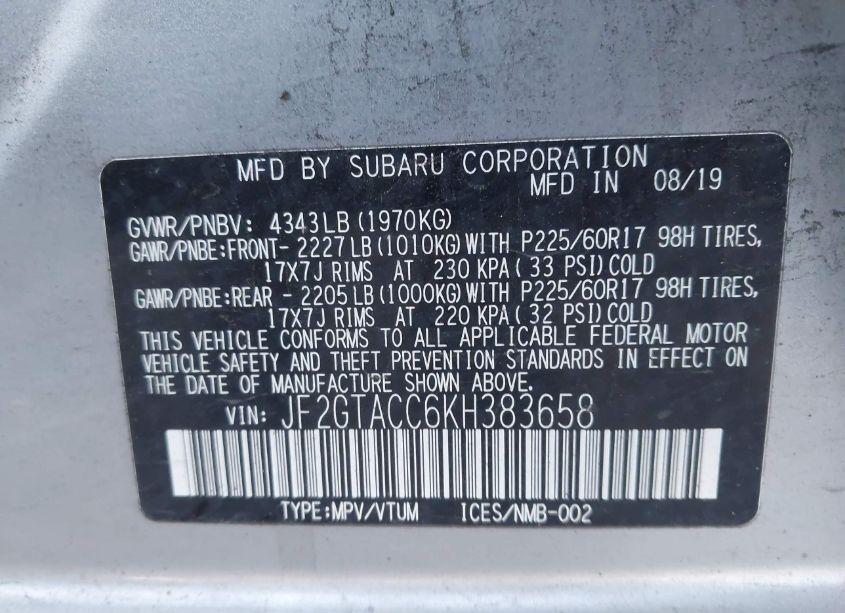 MFD BY SUBARU CORPORATION
MFD IN 08/19
GVWR/PNBV: 4343LB (1970KG)
GAWR/PNBE:FRONT- 2227LB (1010KG) WITH P225/60R17 98H TIRES,
17X7J RIMS AT 230 KPA( 33 PSI) COLD
GAWR/PNBE:REAR - 2205LB (1000KG) WITH P225/60R17 98H TIRES,
17X7J RIMS AT 220 KPA( 32 PSI) COLD
THIS VEHICLE CONFORMS TO ALL APPLICABLE FEDERAL MOTOR
VEHICLE SAFETY AND THEFT PREVENTION STANDARDS IN EFFECT ON
THE DATE OF MANUFACTURE SHOWN ABOVE.
VIN: JF2GTACC6KH383658
TYPE:MPV/VTUM ICES/NMB-002